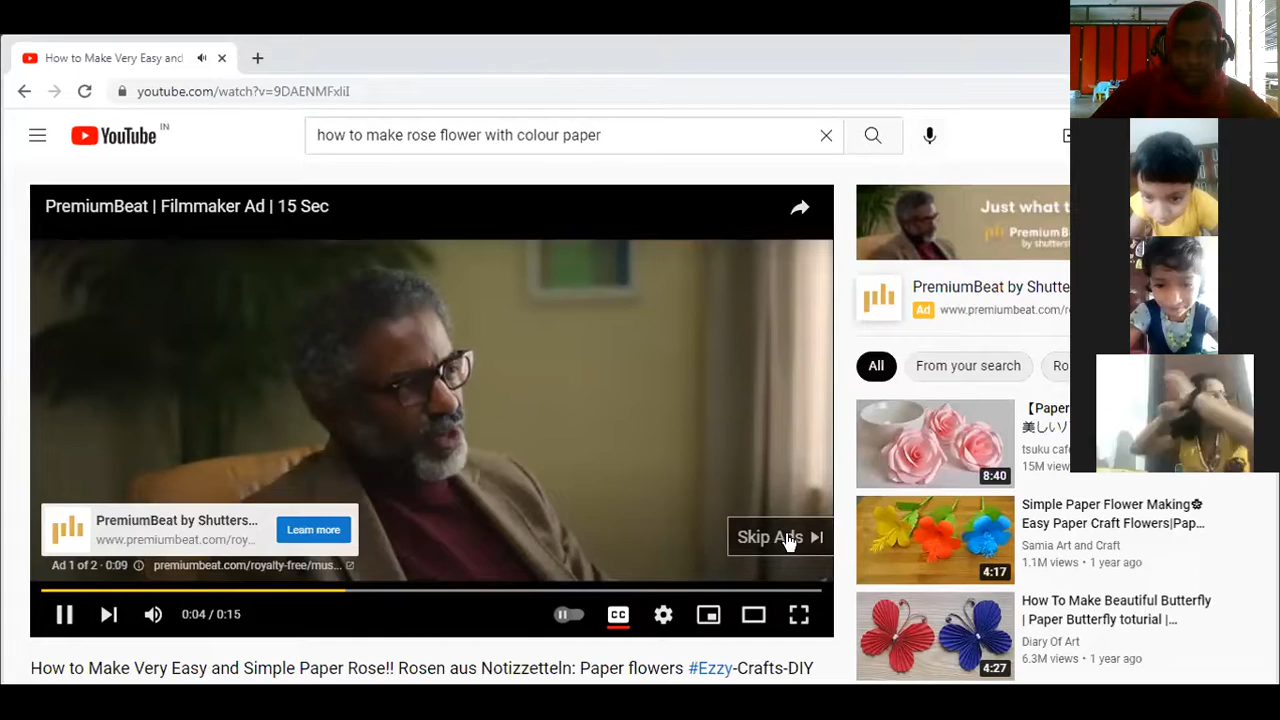 How to Make Very Easy and
youtube.com/watch?v=9DAENMFxliI
YouTube IN
how to make rose flower with colour paper
PremiumBeat | Filmmaker Ad | 15 Sec
PremiumBeat by Shutters...
www.premiumbeat.com/roy...
Learn more
Skip Ads
Ad 1 of 2 · 0:09
premiumbeat.com/royalty-free/mus...
0:04 / 0:15
CC
How to Make Very Easy and Simple Paper Rose!! Rosen aus Notizzetteln: Paper flowers #Ezzy-Crafts-DIY
Just what
PremiumBeat by Shutte
Ad www.premiumbeat.com/r
All
From your search
【Paper
美しい
tsuku
15M views
8:40
Simple Paper Flower Making✿
Easy Paper Craft Flowers|Pap...
Samia Art and Craft
1.1M views • 1 year ago
4:17
How To Make Beautiful Butterfly
| Paper Butterfly toturial |...
Diary Of Art
6.3M views • 1 year ago
4:27